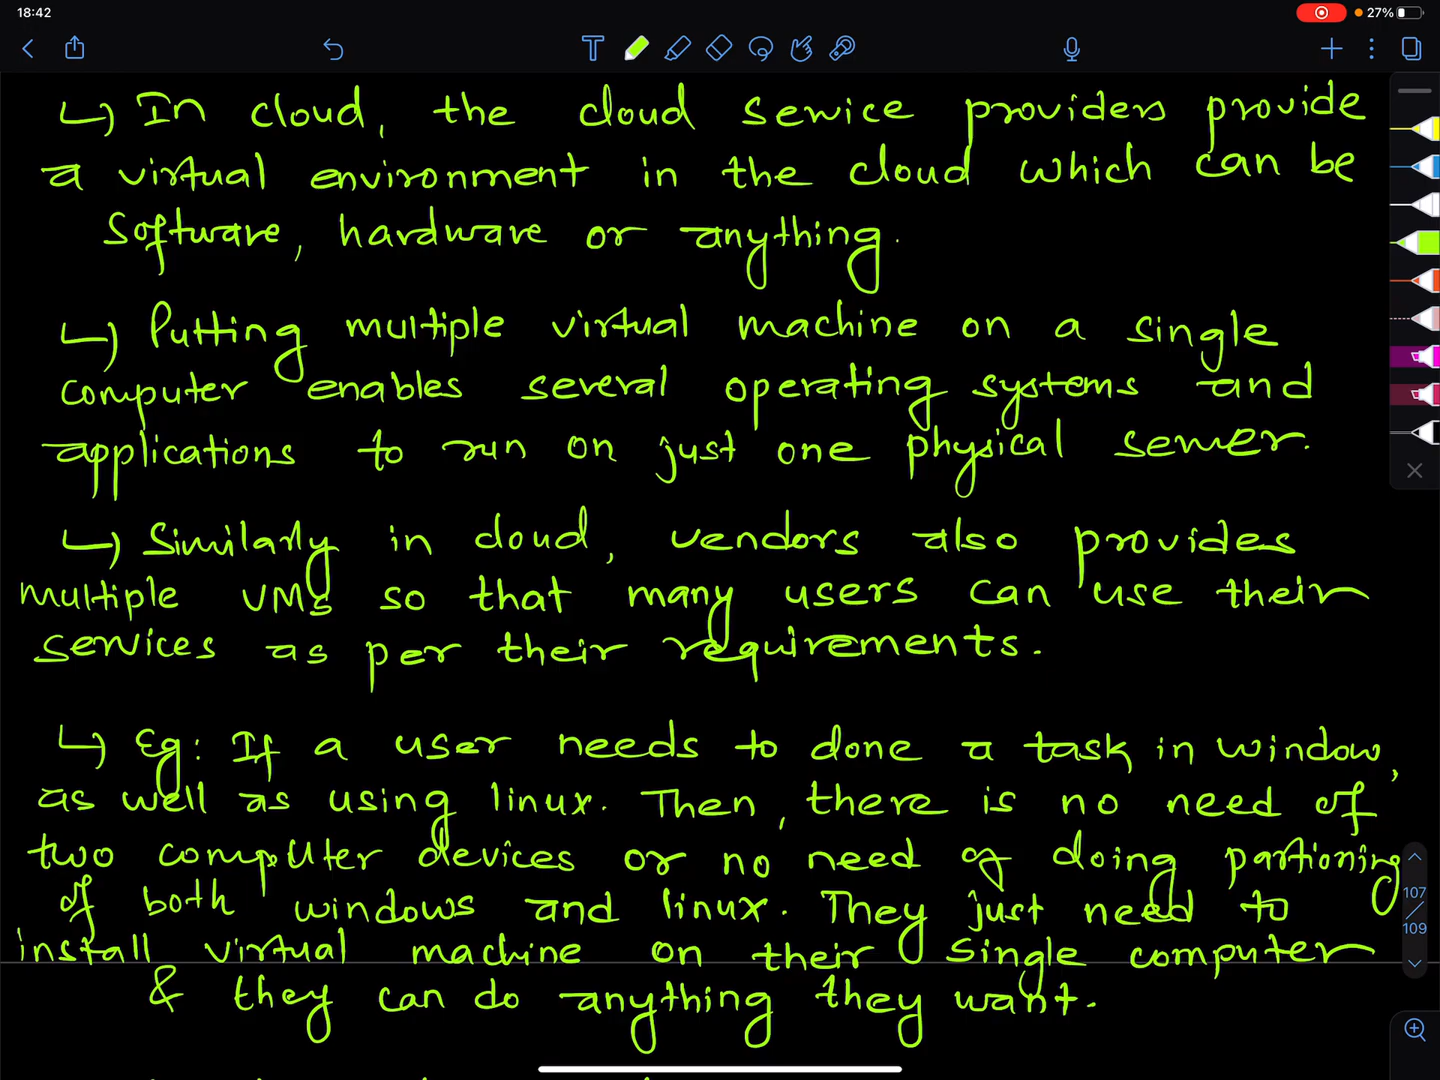 18:42
27%
↳ In cloud, the cloud service providers provide
a virtual environment in the cloud which can be
software, hardware or anything.
↳ Putting multiple virtual machine on a single
computer enables several operating systems and
applications to run on just one physical server.
↳ Similarly in cloud, vendors also provides
multiple VMs so that many users can use their
services as per their requirements.
↳ Eg: If a user needs to done a task in window,
as well as using linux. Then, there is no need of
two computer devices or no need of doing partioning
of both windows and linux. They just need to
install virtual machine on their single computer
& they can do anything they want.
107
109